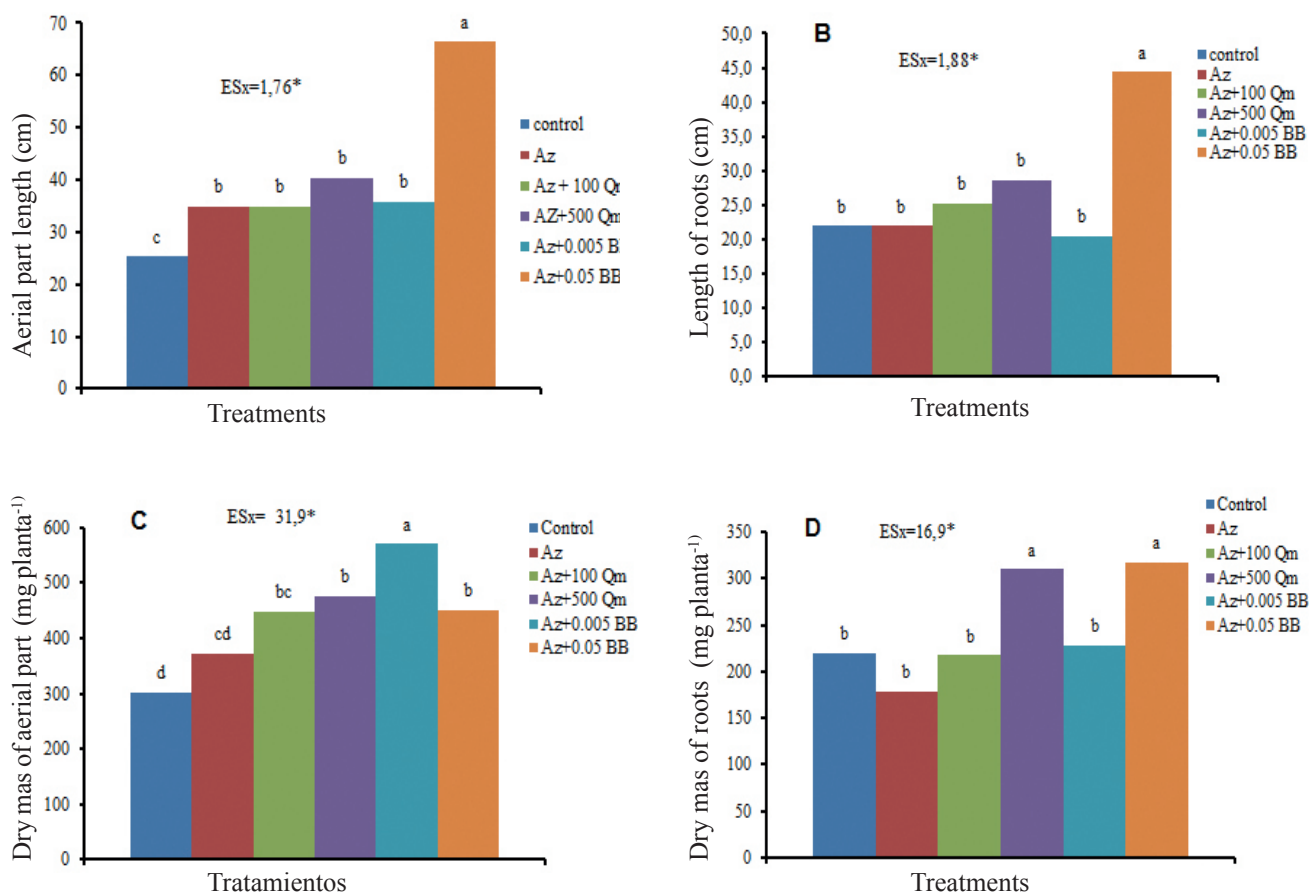 70
60
50
40
30
20
10
0
Aerial part length (cm)
ESx=1,76*
c
b
b
b
b
a
control
Az
Az + 100 Qr
AZ+500 Qm
Az+0.005 B
Az+0.05 BB
Treatments
B
50,0
45,0
40,0
35,0
30,0
25,0
20,0
15,0
10,0
5,0
0,0
Length of roots (cm)
ESx=1,88*
b
b
b
b
b
a
control
Az
Az+100 Qm
Az+500 Qm
Az+0.005 BB
Az+0.05 BB
Treatments
C
600
500
400
300
200
100
0
Dry mas of aerial part (mg planta-1)
ESx= 31,9*
d
cd
bc
b
a
b
Control
Az
Az+100 Qm
Az+500 Qm
Az+0.005 BB
Az+0.05 BB
Tratamientos
D
350
300
250
200
150
100
50
0
Dry mas of roots (mg planta-1)
ESx=16,9*
b
b
b
a
b
a
Control
Az
Az+100 Qm
Az+500 Qm
Az+0.005 BB
Az+0.05 BB
Treatments